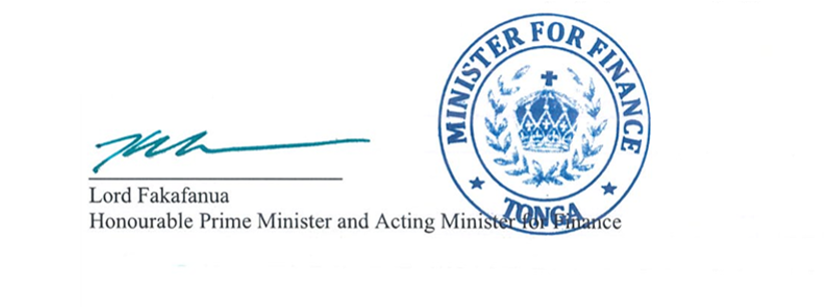 MINISTER FOR FINANCE
TONGA
Lord Fakafanua
Honourable Prime Minister and Acting Minister for Finance